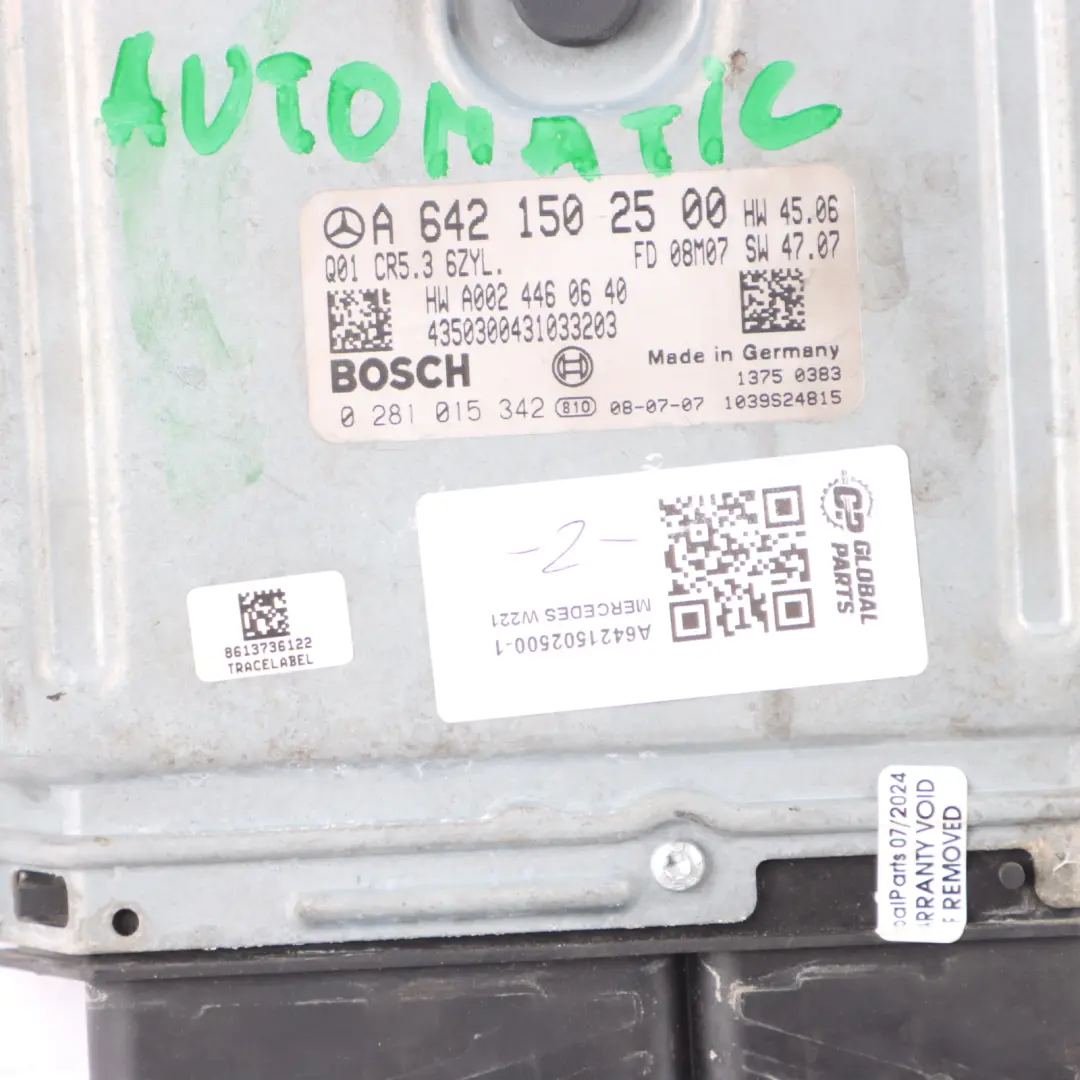 AUTOMATIC
A 642 150 25 00 HW 45.06
Q01 CR5.3 6ZYL. FD 08M07 SW 47.07
HW A002 446 06 40
4350300431033203
BOSCH Made in Germany
1375 0383
0 281 015 342 810 08-07-07 1039S24815
-2-
GLOBAL
PARTS
A6421502500-1
MERCEDES W221
8613736122
TRACELABEL
balParts 07/2024
ARRANTY VOID
F REMOVED